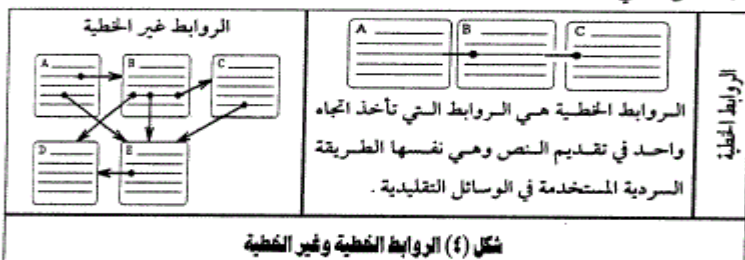 الروابط الخطية
A
B
C
الروابط الخطية هي الروابط التي تأخذ اتجاه
واحد في تقديم النص وهي نفسها الطريقة
السردية المستخدمة في الوسائل التقليدية .
الروابط غير الخطية
A
B
C
D
E
شكل (٤) الروابط الخطية وغير الخطية